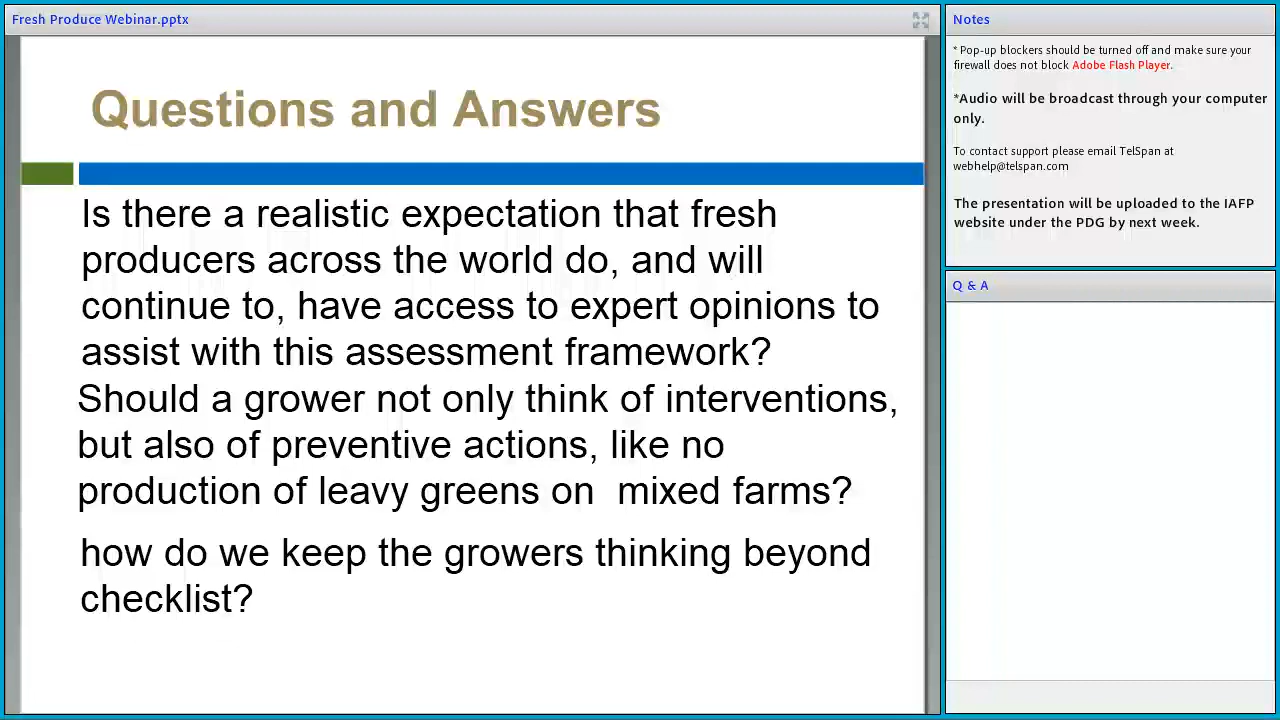 Fresh Produce Webinar.pptx
Questions and Answers
Is there a realistic expectation that fresh
producers across the world do, and will
continue to, have access to expert opinions to
assist with this assessment framework?
Should a grower not only think of interventions,
but also of preventive actions, like no
production of leavy greens on  mixed farms?
how do we keep the growers thinking beyond
checklist?
Notes
* Pop-up blockers should be turned off and make sure your
firewall does not block Adobe Flash Player.
*Audio will be broadcast through your computer
only.
To contact support please email TelSpan at
webhelp@telspan.com
The presentation will be uploaded to the IAFP
website under the PDG by next week.
Q & A